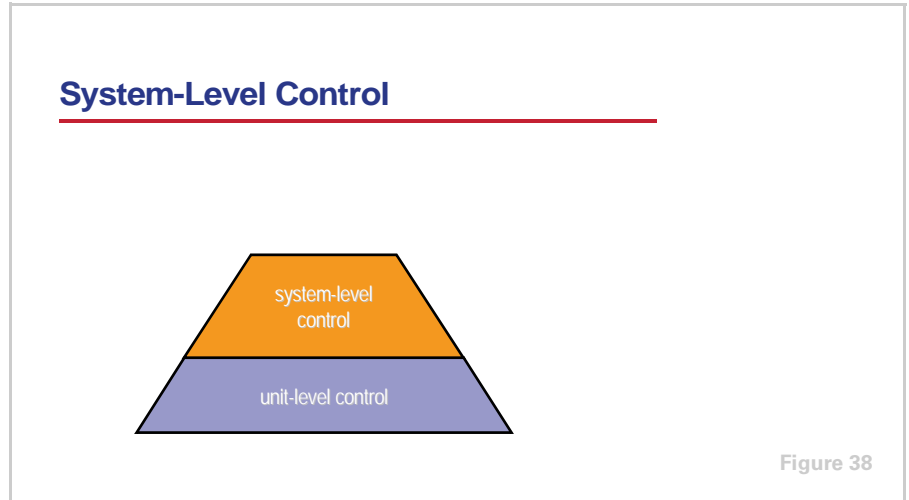 System-Level Control
system-level
control
unit-level control
Figure 38